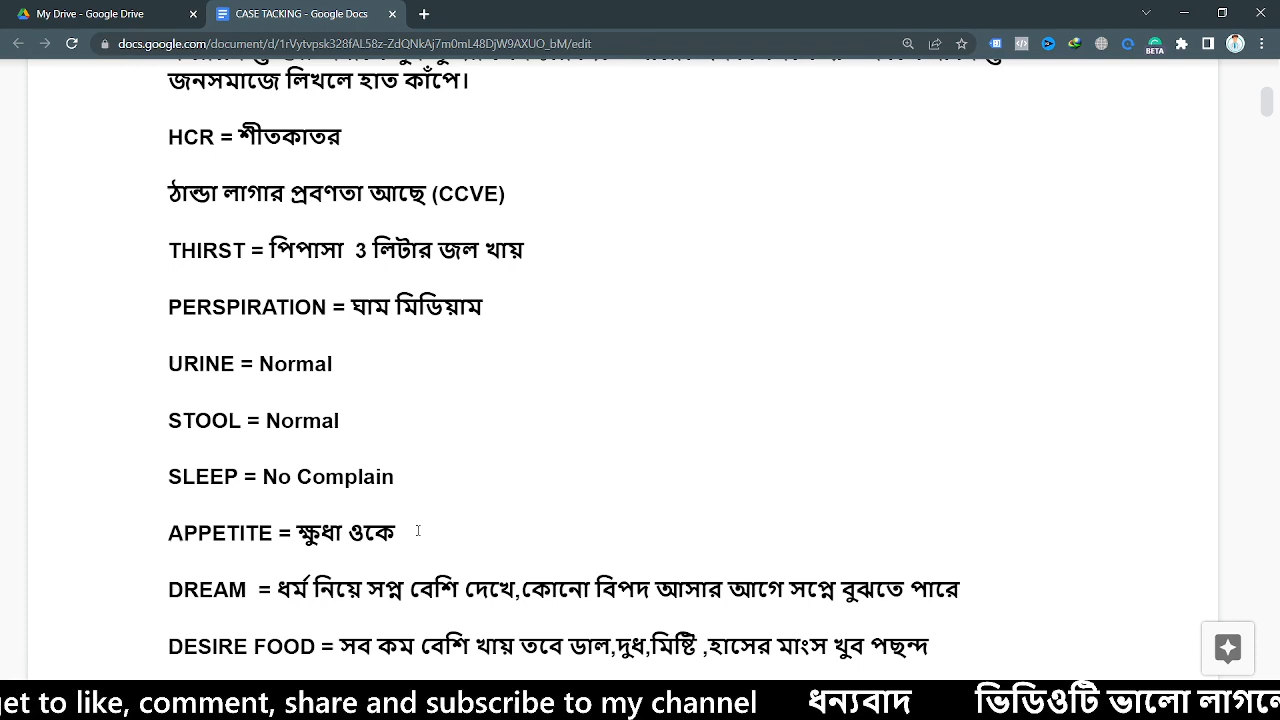 My Drive - Google Drive
CASE TACKING - Google Docs
docs.google.com/document/d/1rVytvpsk328fAL58z-ZdQNkAj7m0mL48DjW9AXUO_bM/edit
BETA
জনসমাজে লিখলে হাত কাঁপে।
HCR = শীতকাতর
ঠান্ডা লাগার প্রবণতা আছে (CCVE)
THIRST = পিপাসা 3 লিটার জল খায়
PERSPIRATION = ঘাম মিডিয়াম
URINE = Normal
STOOL = Normal
SLEEP = No Complain
APPETITE = ক্ষুধা ওকে
DREAM = ধর্ম নিয়ে সপ্ন বেশি দেখে,কোনো বিপদ আসার আগে সপ্নে বুঝতে পারে
DESIRE FOOD = সব কম বেশি খায় তবে ডাল,দুধ,মিষ্টি ,হাসের মাংস খুব পছন্দ
get to like, comment, share and subscribe to my channel ধন্যবাদ ভিডিওটি ভালো লাগলে